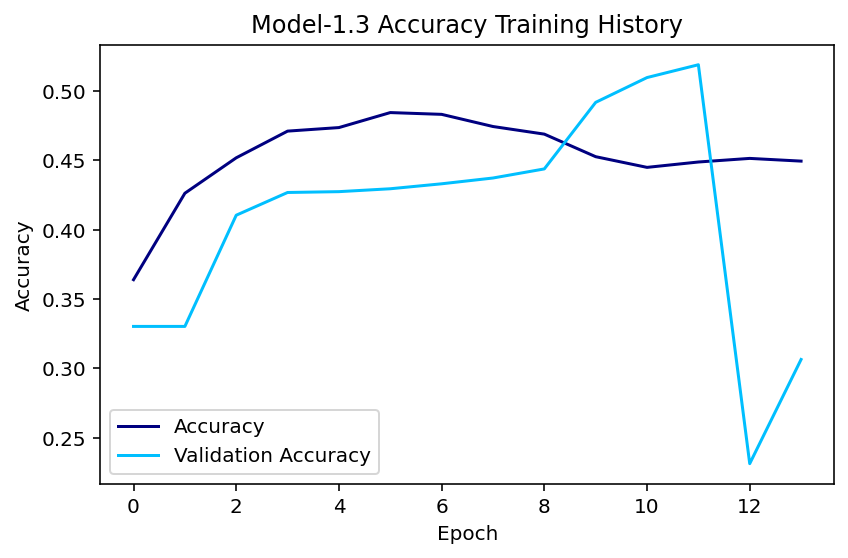 Model-1.3 Accuracy Training History
Accuracy
0.50
0.45
0.40
0.35
0.30
0.25
Accuracy
Validation Accuracy
0 2 4 6 8 10 12
Epoch